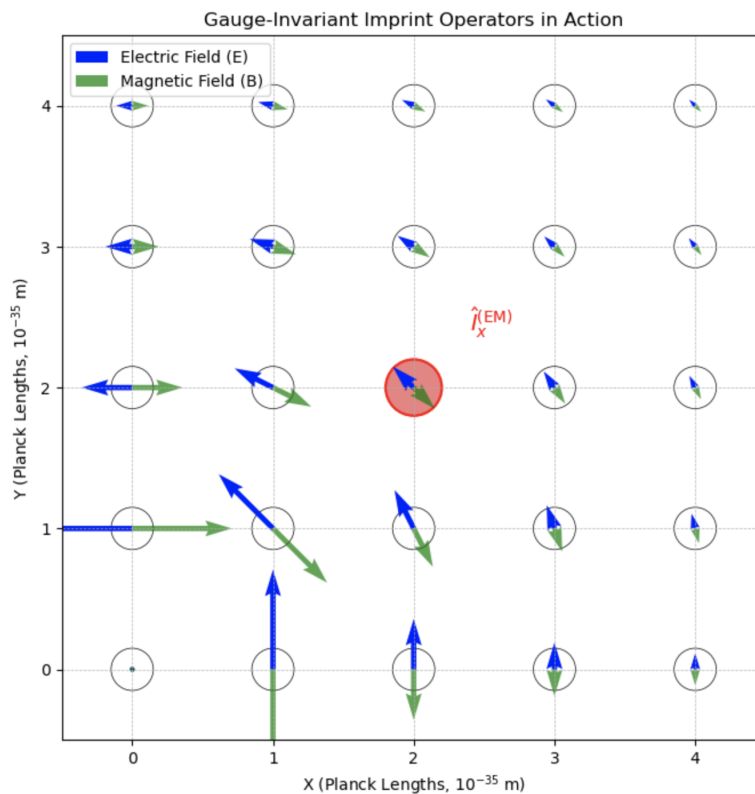 Gauge-Invariant Imprint Operators in Action
Electric Field (E)
Magnetic Field (B)
4
3
Î_x^(EM)
2
1
0
0 1 2 3 4
Y (Planck Lengths, 10⁻³⁵ m)
X (Planck Lengths, 10⁻³⁵ m)